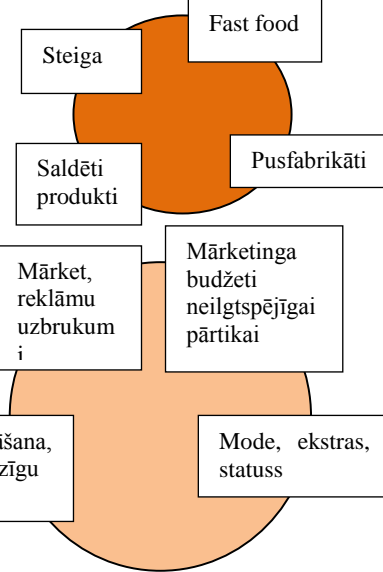 Fast food
Steiga
Pusfabrikāti
Saldēti
produkti
Mārket,
reklāmu
uzbrukum
i
Mārketinga
budžeti
neilgtspējīgai
pārtikai
Mode, ekstras,
statuss